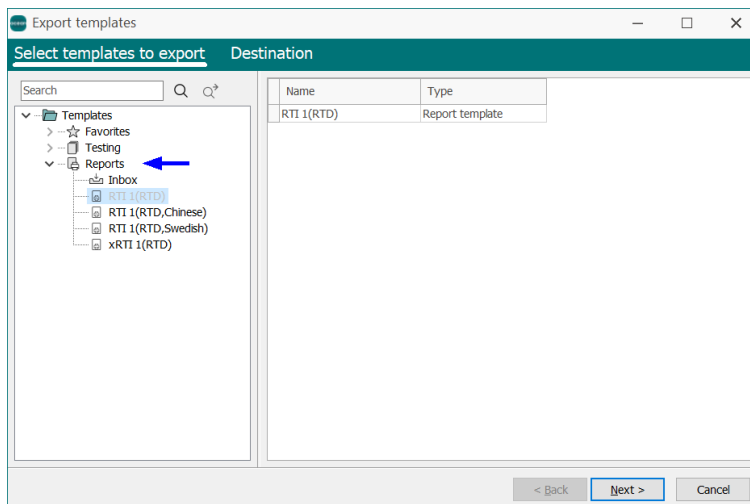 Export templates
Select templates to export Destination
Search
Templates
Favorites
Testing
Reports
Inbox
RTI 1(RTD)
RTI 1(RTD,Chinese)
RTI 1(RTD,Swedish)
xRTI 1(RTD)
Name Type
RTI 1(RTD) Report template
< Back Next > Cancel